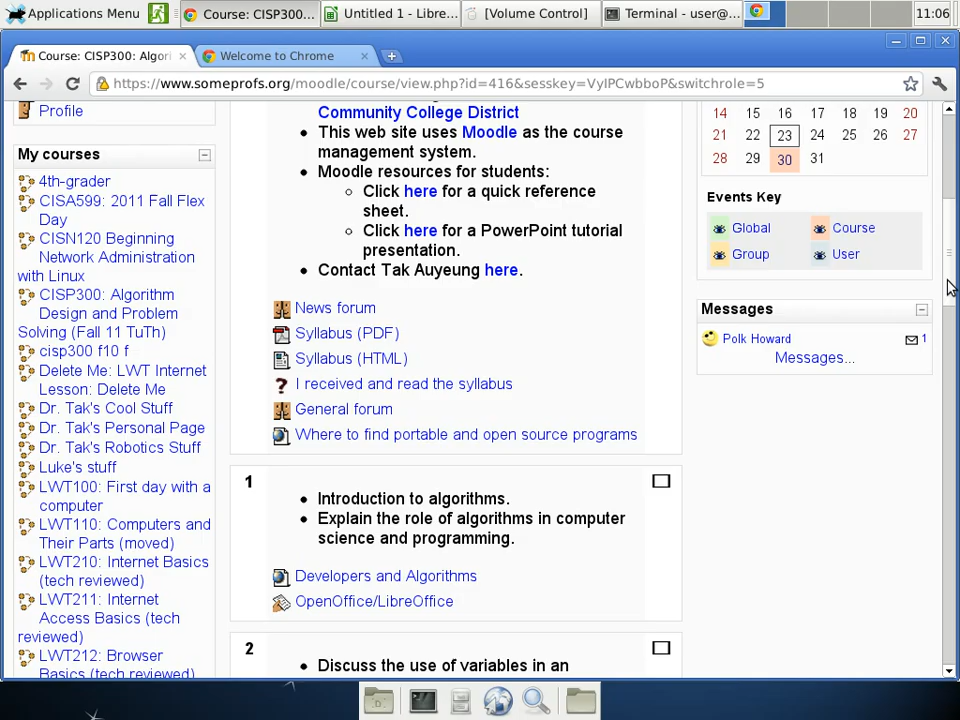 Applications Menu
Course: CISP300...
Untitled 1 - Libre...
[Volume Control]
Terminal - user@...
11:06
Course: CISP300: Algori
Welcome to Chrome
https://www.someprofs.org/moodle/course/view.php?id=416&sesskey=VyIPCwbboP&switchrole=5
Profile
My courses
4th-grader
CISA599: 2011 Fall Flex
Day
CISN120 Beginning
Network Administration
with Linux
CISP300: Algorithm
Design and Problem
Solving (Fall 11 TuTh)
cisp300 f10 f
Delete Me: LWT Internet
Lesson: Delete Me
Dr. Tak's Cool Stuff
Dr. Tak's Personal Page
Dr. Tak's Robotics Stuff
Luke's stuff
LWT100: First day with a
computer
LWT110: Computers and
Their Parts (moved)
LWT210: Internet Basics
(tech reviewed)
LWT211: Internet
Access Basics (tech
reviewed)
LWT212: Browser
Basics (tech reviewed)
Community College District
• This web site uses Moodle as the course
management system.
• Moodle resources for students:
Click here for a quick reference
sheet.
Click here for a PowerPoint tutorial
presentation.
• Contact Tak Auyeung here.
News forum
Syllabus (PDF)
Syllabus (HTML)
I received and read the syllabus
General forum
Where to find portable and open source programs
1
• Introduction to algorithms.
• Explain the role of algorithms in computer
science and programming.
Developers and Algorithms
OpenOffice/LibreOffice
2
• Discuss the use of variables in an
14 15 16 17 18 19 20
21 22 23 24 25 26 27
28 29 30 31
Events Key
Global Course
Group User
Messages
Polk Howard 1
Messages...